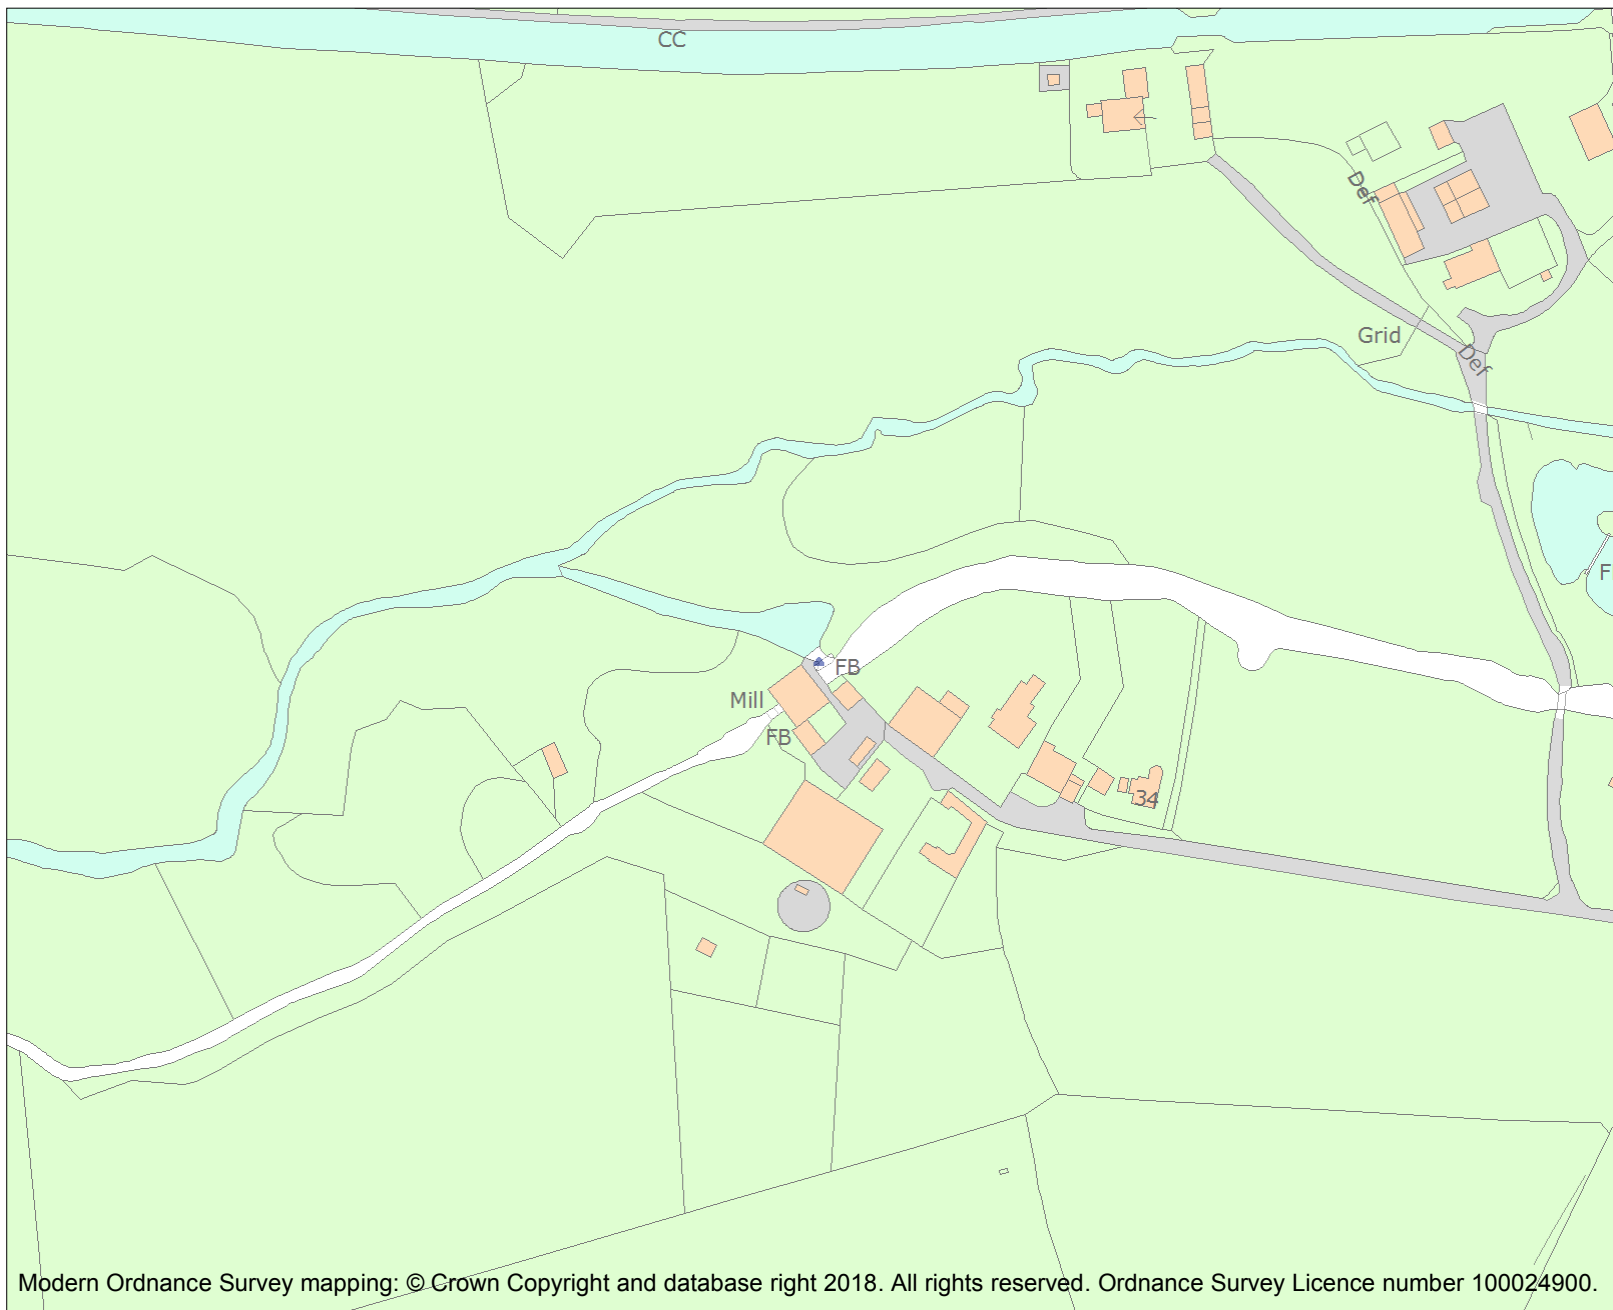 CC
Def
Grid
Def
F
FB
Mill
FB
34
Modern Ordnance Survey mapping: © Crown Copyright and database right 2018. All rights reserved. Ordnance Survey Licence number 100024900.